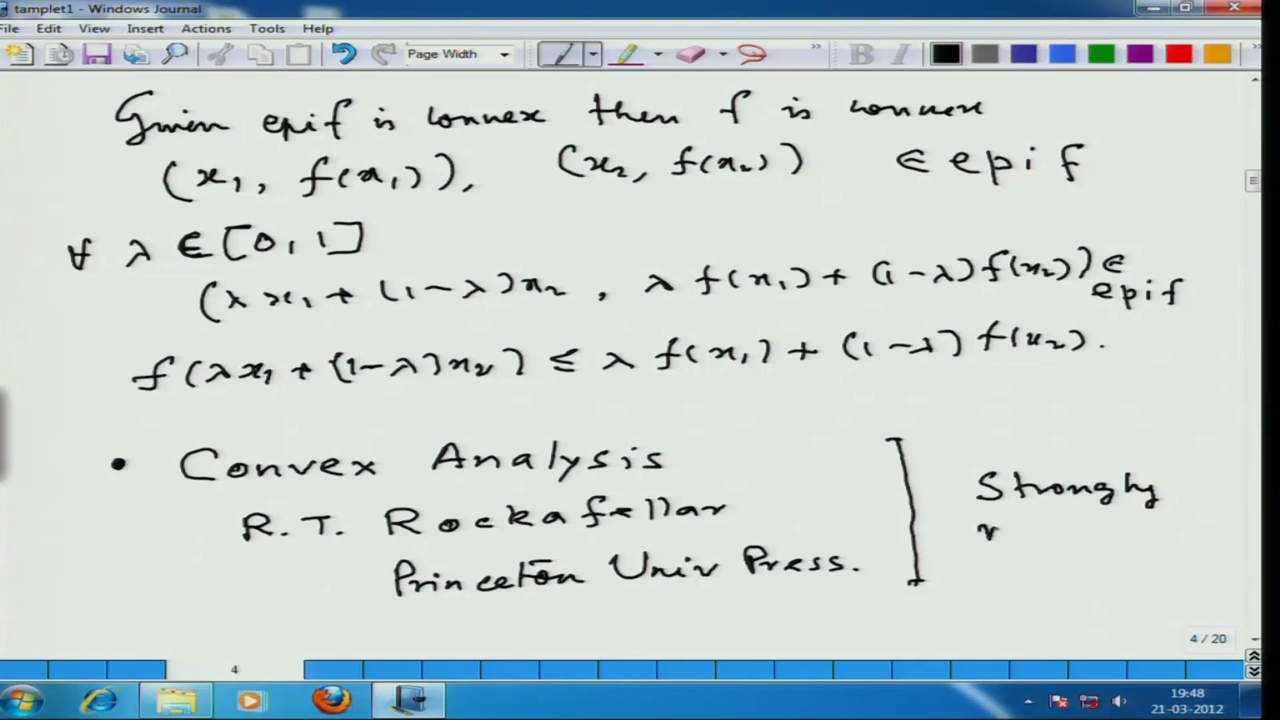 tamplet1 - Windows Journal
File Edit View Insert Actions Tools Help
Page Width
Given epif is convex then f is convex
(x₁, f(x₁)), (x₂, f(x₂)) ∈ epi f
∀ λ ∈ [0, 1]
(λ x₁ + (1-λ)x₂ , λ f(x₁) + (1-λ)f(x₂)) ∈
epif
f(λx₁ + (1-λ)x₂) ≤ λ f(x₁) + (1-λ) f(x₂).
• Convex Analysis
R.T. Rockafellar
Princeton Univ Press.
Strongly
r
4 / 20
4
19:48
21-03-2012